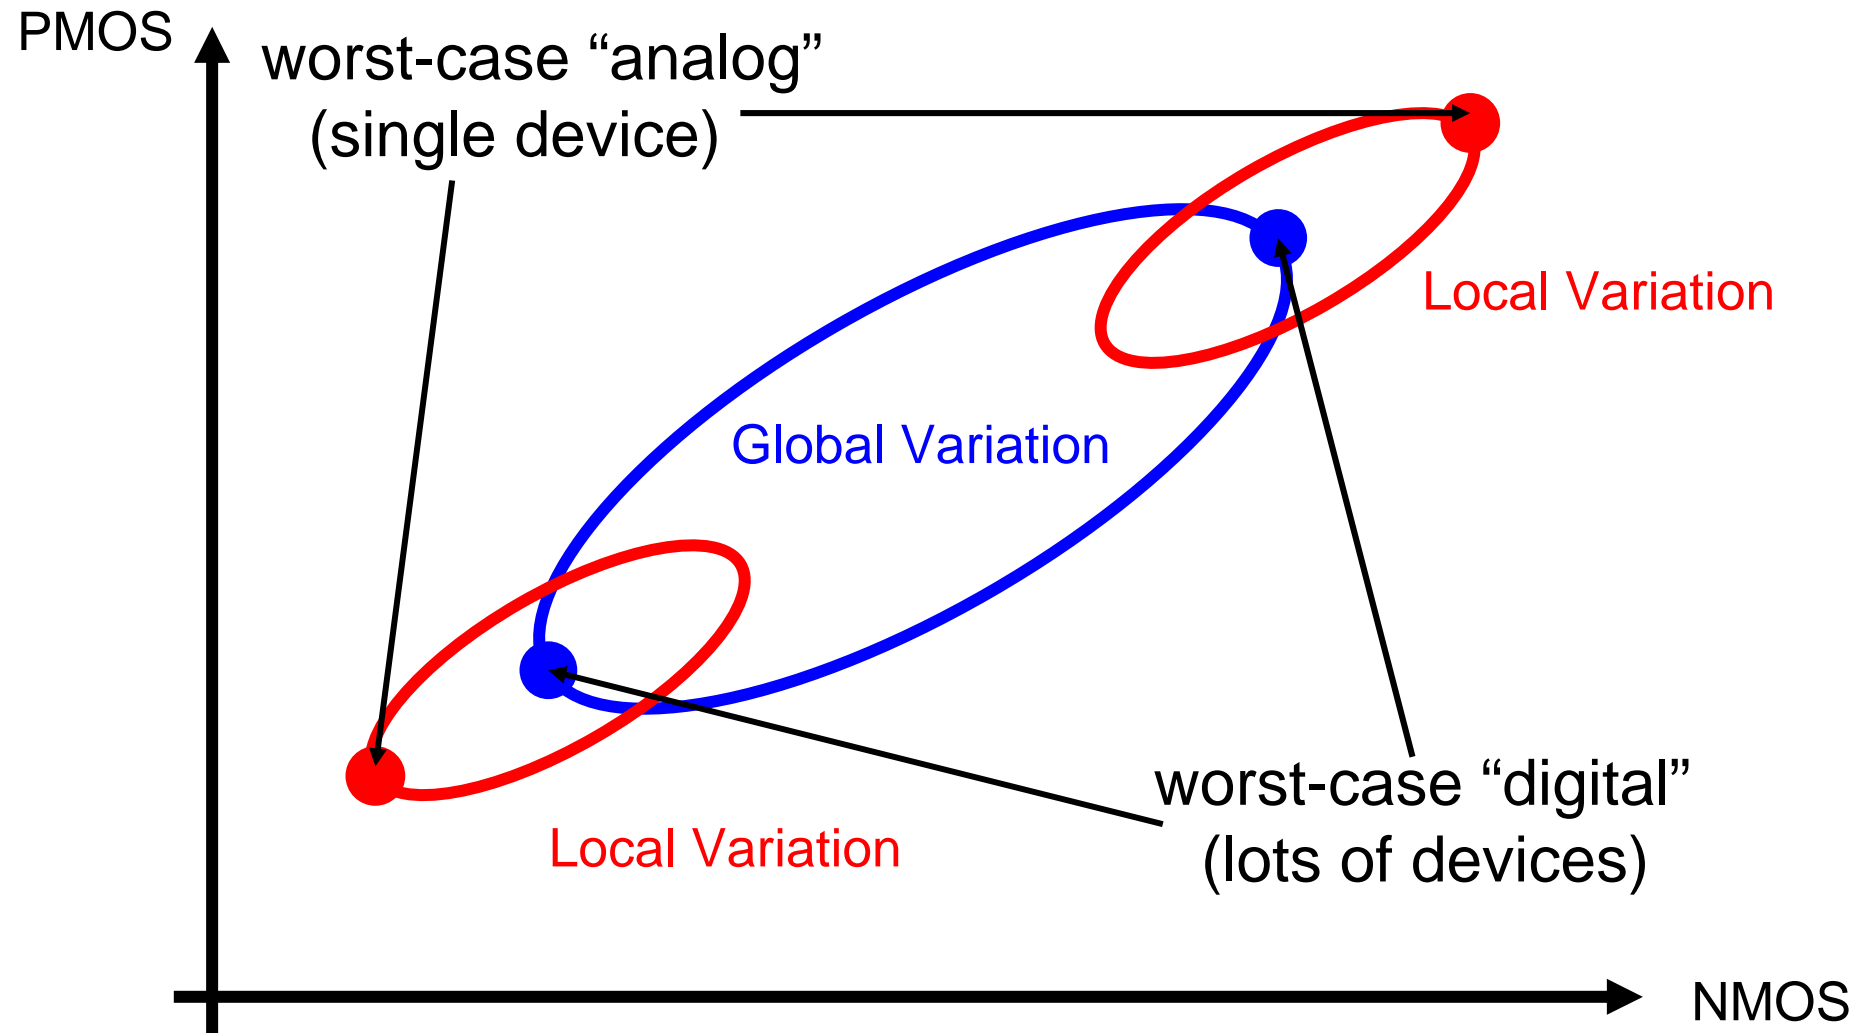 PMOS
worst-case “analog”
(single device)
Local Variation
Global Variation
worst-case “digital”
Local Variation
(lots of devices)
NMOS